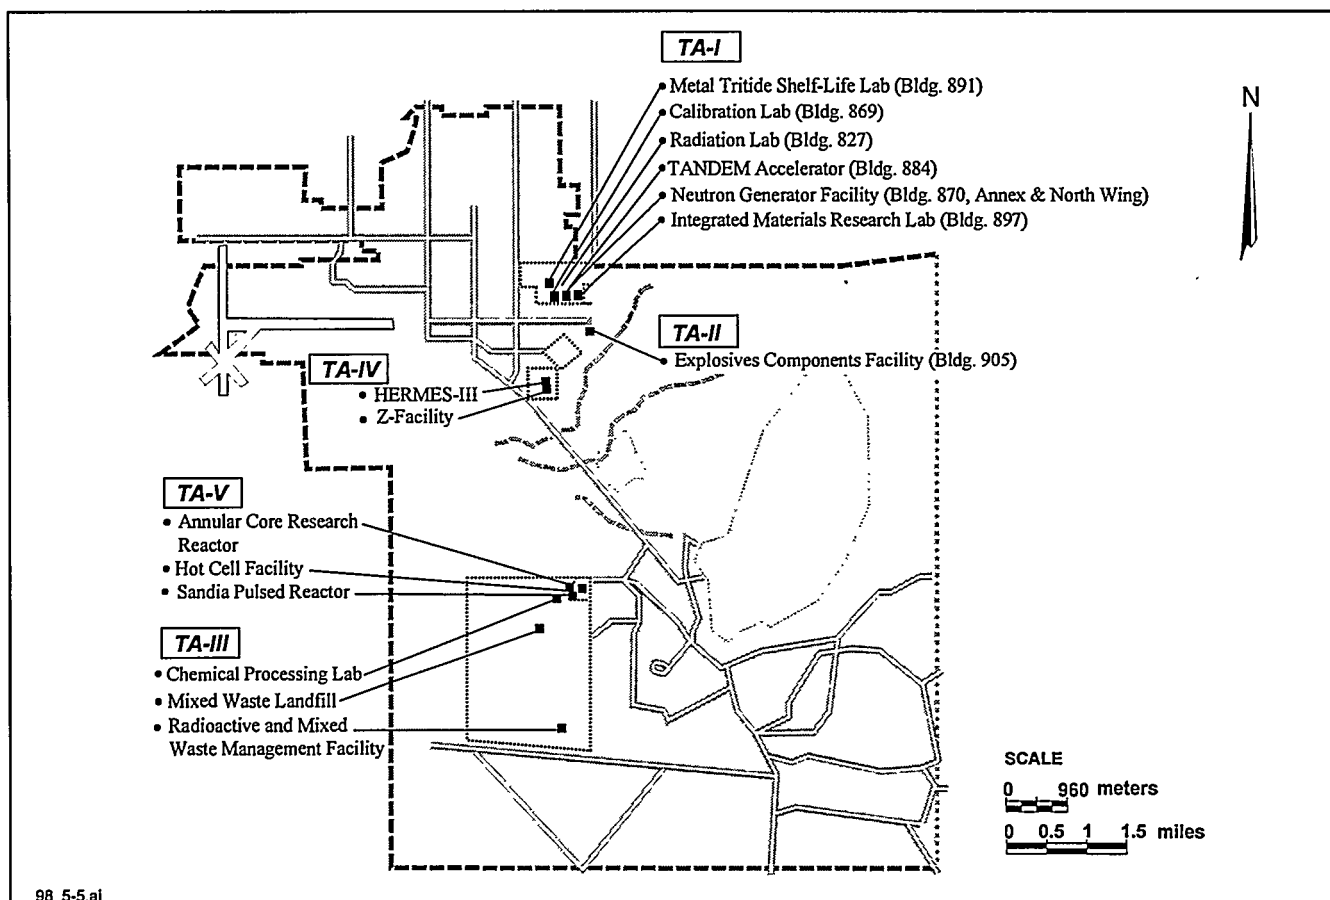 TA-I
• Metal Tritide Shelf-Life Lab (Bldg. 891)
• Calibration Lab (Bldg. 869)
• Radiation Lab (Bldg. 827)
• TANDEM Accelerator (Bldg. 884)
• Neutron Generator Facility (Bldg. 870, Annex & North Wing)
• Integrated Materials Research Lab (Bldg. 897)
N
TA-II
• Explosives Components Facility (Bldg. 905)
TA-IV
• HERMES-III
• Z-Facility
TA-V
• Annular Core Research
Reactor
• Hot Cell Facility
• Sandia Pulsed Reactor
TA-III
• Chemical Processing Lab
• Mixed Waste Landfill
• Radioactive and Mixed
Waste Management Facility
SCALE
0 960 meters
0 0.5 1 1.5 miles
98_5-5.ai